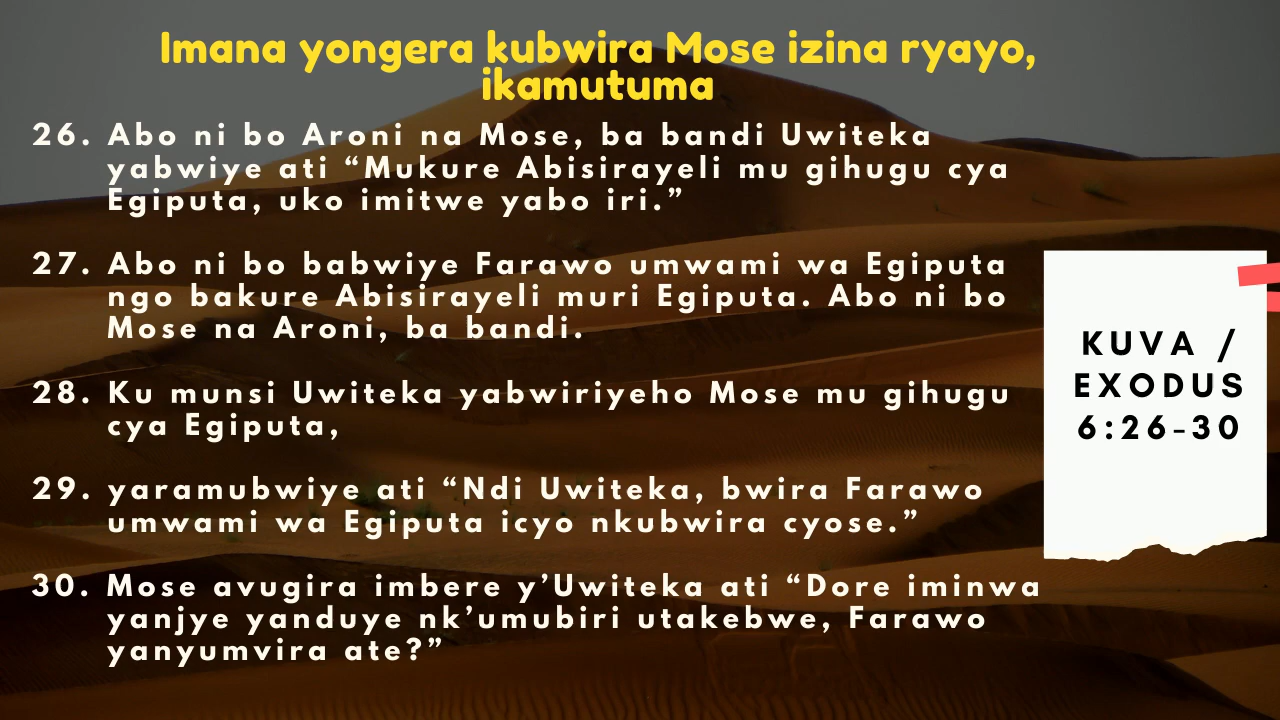 Imana yongera kubwira Mose izina ryayo,
ikamutuma
26. Abo ni bo Aroni na Mose, ba bandi Uwiteka
yabwiye ati “Mukure Abisirayeli mu gihugu cya
Egiputa, uko imitwe yabo iri.”
27. Abo ni bo babwiye Farawo umwami wa Egiputa
ngo bakure Abisirayeli muri Egiputa. Abo ni bo
Mose na Aroni, ba bandi.
28. Ku munsi Uwiteka yabwiriyeho Mose mu gihugu
cya Egiputa,
29. yaramubwiye ati “Ndi Uwiteka, bwira Farawo
umwami wa Egiputa icyo nkubwira cyose.”
30. Mose avugira imbere y’Uwiteka ati “Dore iminwa
yanjye yanduye nk’umubiri utakebwe, Farawo
yanyumvira ate?”
KUVA /
EXODUS
6:26-30